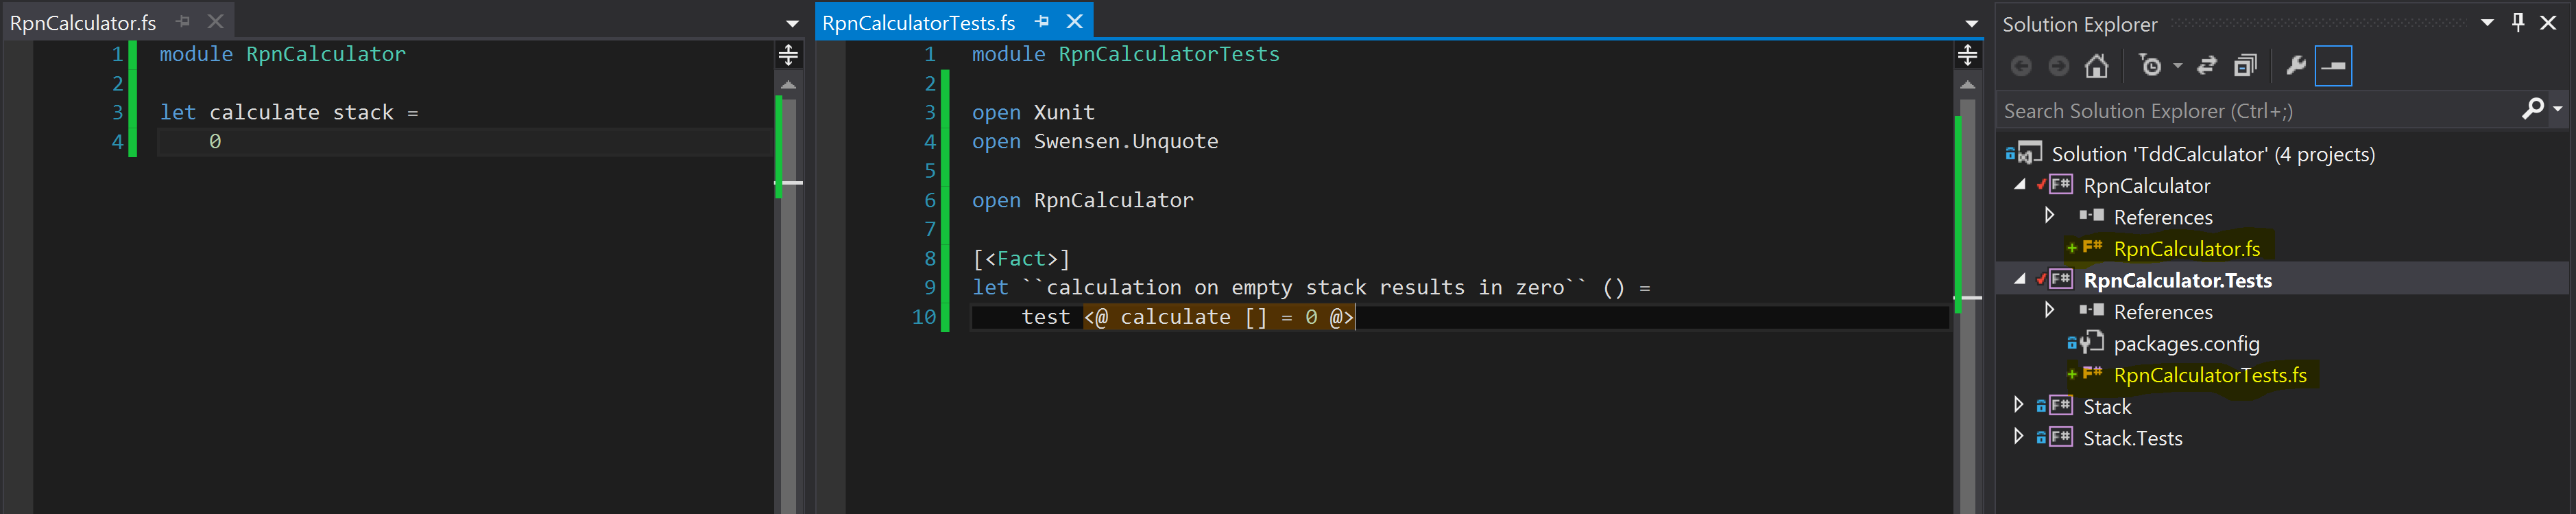 RpnCalculator.fs
1 module RpnCalculator
2
3 let calculate stack =
4 0
RpnCalculatorTests.fs
1 module RpnCalculatorTests
2
3 open Xunit
4 open Swensen.Unquote
5
6 open RpnCalculator
7
8 [<Fact>]
9 let ``calculation on empty stack results in zero`` () =
10 test <@ calculate [] = 0 @>
Solution Explorer
Search Solution Explorer (Ctrl+;)
Solution 'TddCalculator' (4 projects)
F# RpnCalculator
References
+ F# RpnCalculator.fs
F# RpnCalculator.Tests
References
packages.config
+ F# RpnCalculatorTests.fs
F# Stack
F# Stack.Tests